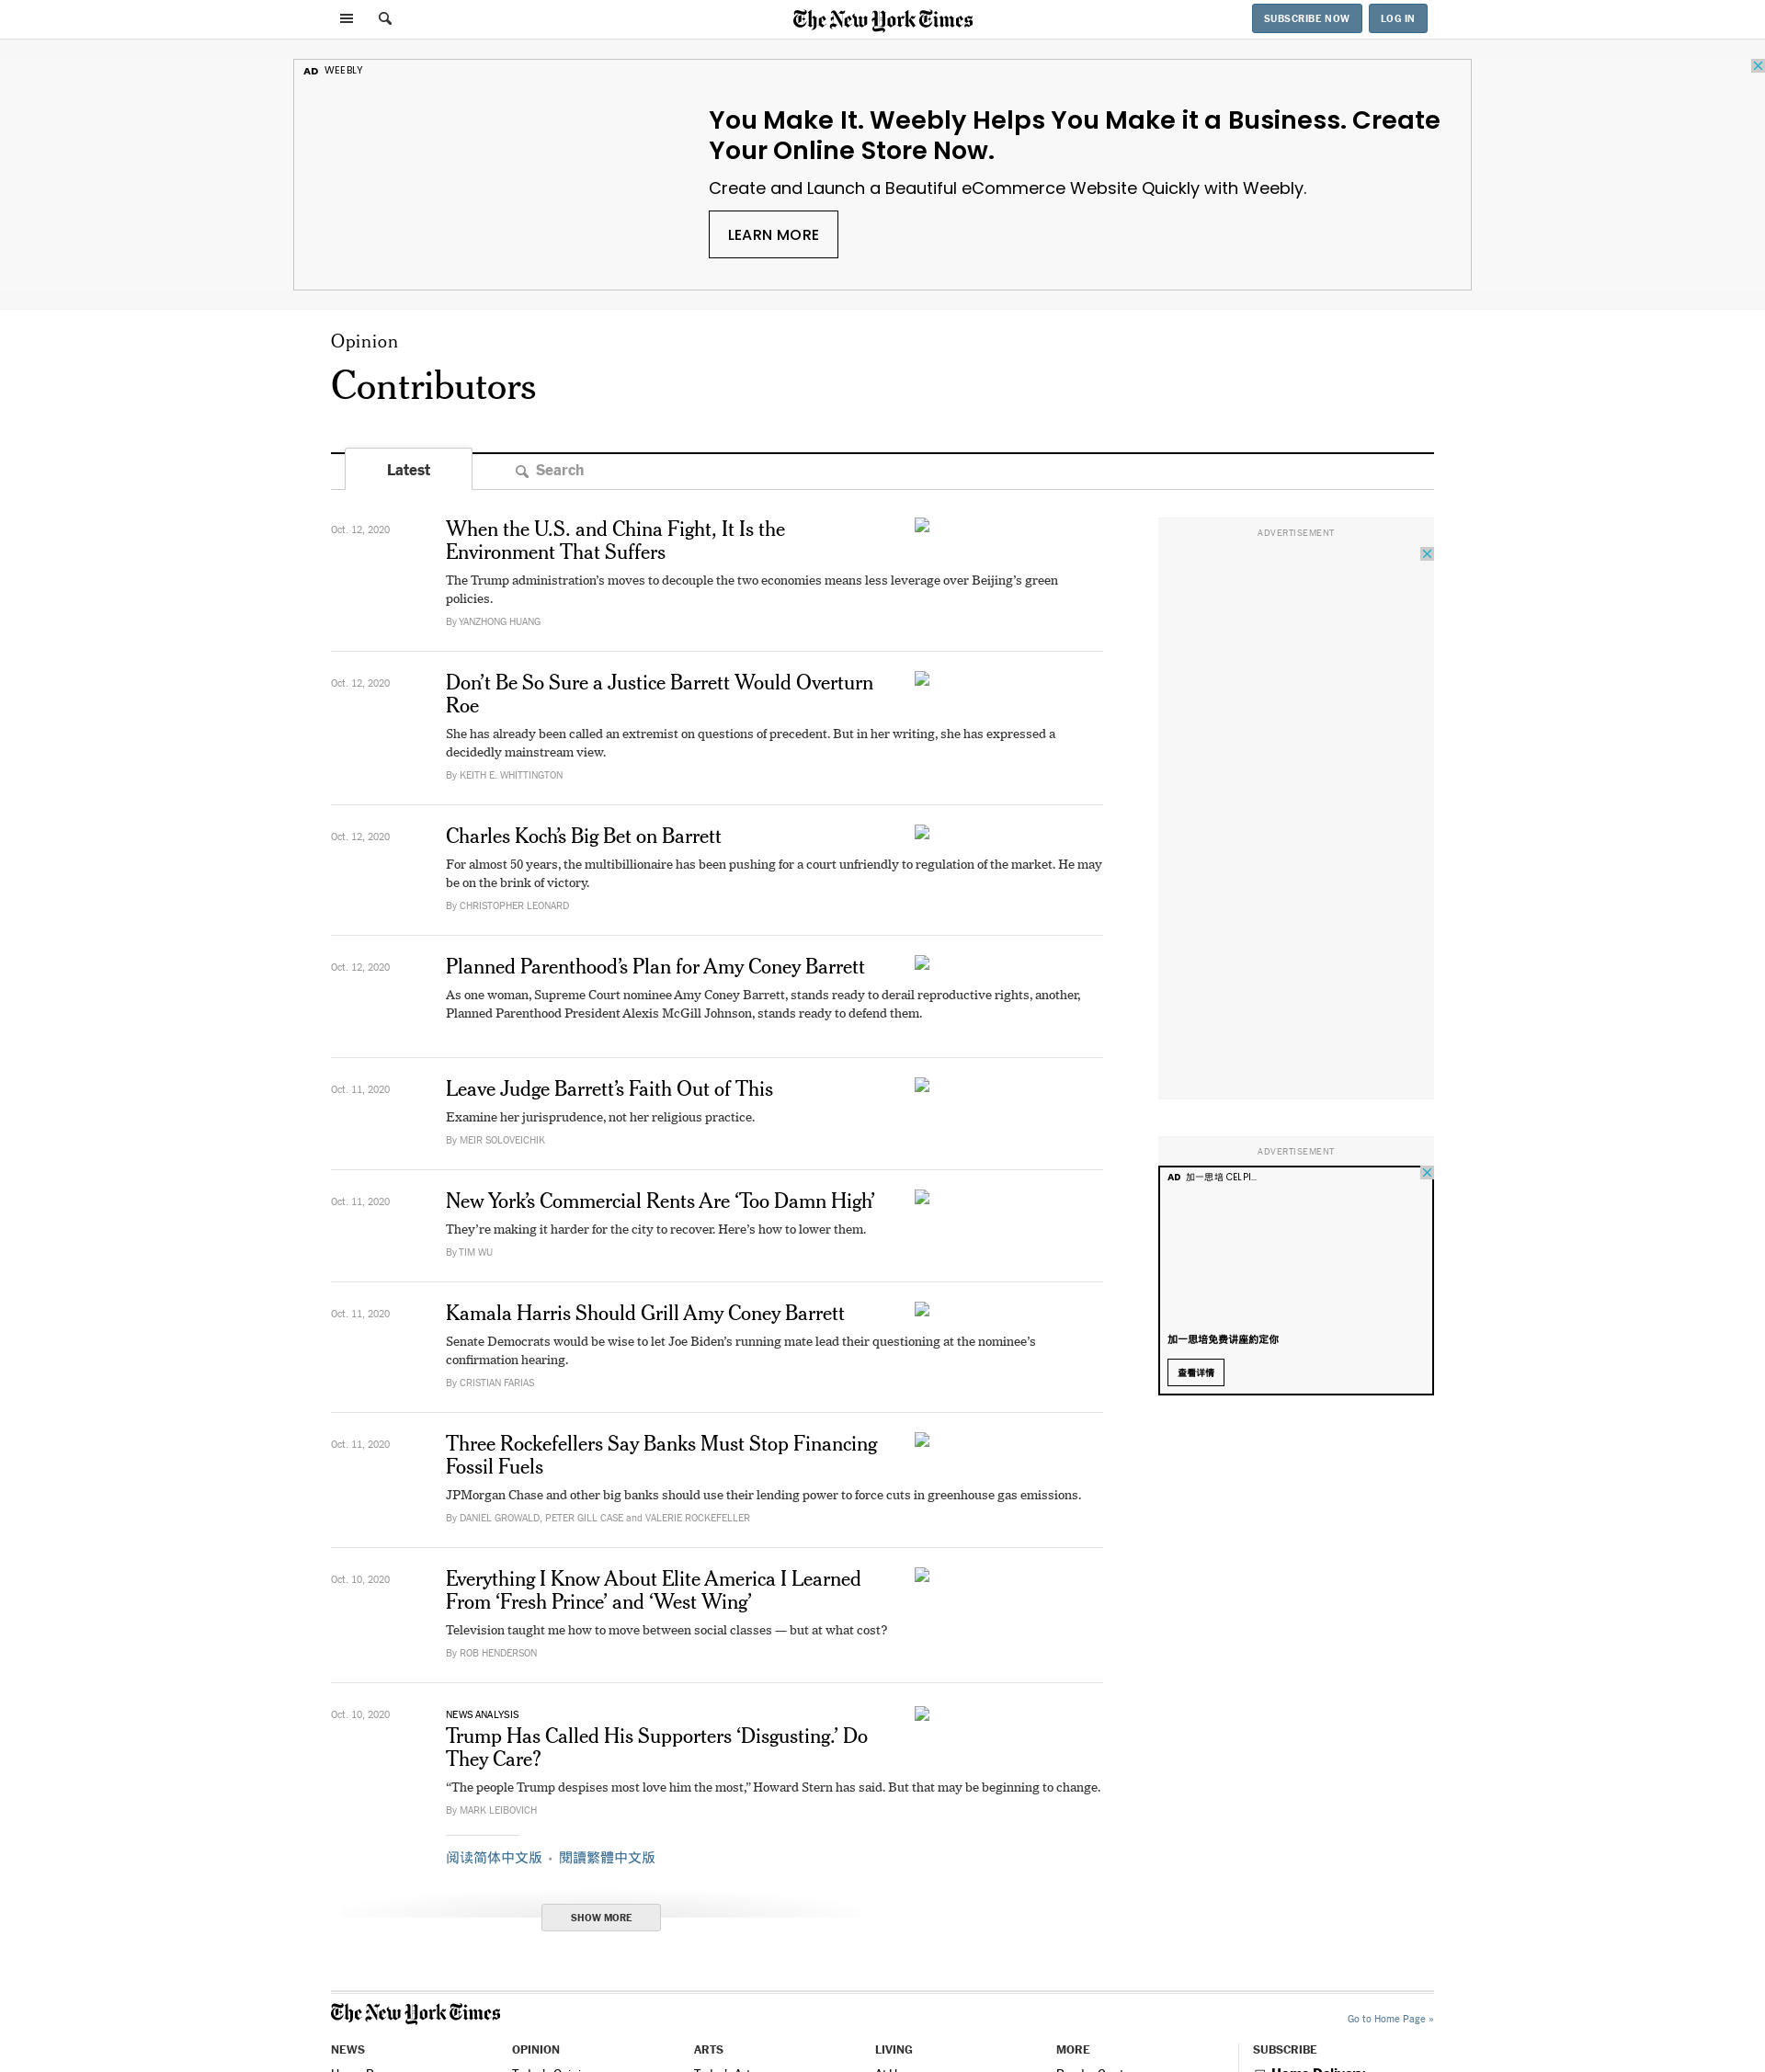 The New York Times
SUBSCRIBE NOW
LOG IN
AD WEEBLY
You Make It. Weebly Helps You Make it a Business. Create
Your Online Store Now.
Create and Launch a Beautiful eCommerce Website Quickly with Weebly.
LEARN MORE
Opinion
Contributors
Latest
Search
Oct. 12, 2020
When the U.S. and China Fight, It Is the
Environment That Suffers
The Trump administration’s moves to decouple the two economies means less leverage over Beijing’s green
policies.
By YANZHONG HUANG
Oct. 12, 2020
Don’t Be So Sure a Justice Barrett Would Overturn
Roe
She has already been called an extremist on questions of precedent. But in her writing, she has expressed a
decidedly mainstream view.
By KEITH E. WHITTINGTON
Oct. 12, 2020
Charles Koch’s Big Bet on Barrett
For almost 50 years, the multibillionaire has been pushing for a court unfriendly to regulation of the market. He may
be on the brink of victory.
By CHRISTOPHER LEONARD
Oct. 12, 2020
Planned Parenthood’s Plan for Amy Coney Barrett
As one woman, Supreme Court nominee Amy Coney Barrett, stands ready to derail reproductive rights, another,
Planned Parenthood President Alexis McGill Johnson, stands ready to defend them.
Oct. 11, 2020
Leave Judge Barrett’s Faith Out of This
Examine her jurisprudence, not her religious practice.
By MEIR SOLOVEICHIK
Oct. 11, 2020
New York’s Commercial Rents Are ‘Too Damn High’
They’re making it harder for the city to recover. Here’s how to lower them.
By TIM WU
Oct. 11, 2020
Kamala Harris Should Grill Amy Coney Barrett
Senate Democrats would be wise to let Joe Biden’s running mate lead their questioning at the nominee’s
confirmation hearing.
By CRISTIAN FARIAS
Oct. 11, 2020
Three Rockefellers Say Banks Must Stop Financing
Fossil Fuels
JPMorgan Chase and other big banks should use their lending power to force cuts in greenhouse gas emissions.
By DANIEL GROWALD, PETER GILL CASE and VALERIE ROCKEFELLER
Oct. 10, 2020
Everything I Know About Elite America I Learned
From ‘Fresh Prince’ and ‘West Wing’
Television taught me how to move between social classes — but at what cost?
By ROB HENDERSON
Oct. 10, 2020
NEWS ANALYSIS
Trump Has Called His Supporters ‘Disgusting.’ Do
They Care?
“The people Trump despises most love him the most,” Howard Stern has said. But that may be beginning to change.
By MARK LEIBOVICH
阅读简体中文版 • 閱讀繁體中文版
SHOW MORE
ADVERTISEMENT
ADVERTISEMENT
AD 加一思培 CELPI...
加一思培免费讲座約定你
查看详情
The New York Times
Go to Home Page »
NEWS
OPINION
ARTS
LIVING
MORE
SUBSCRIBE
Home Delivery